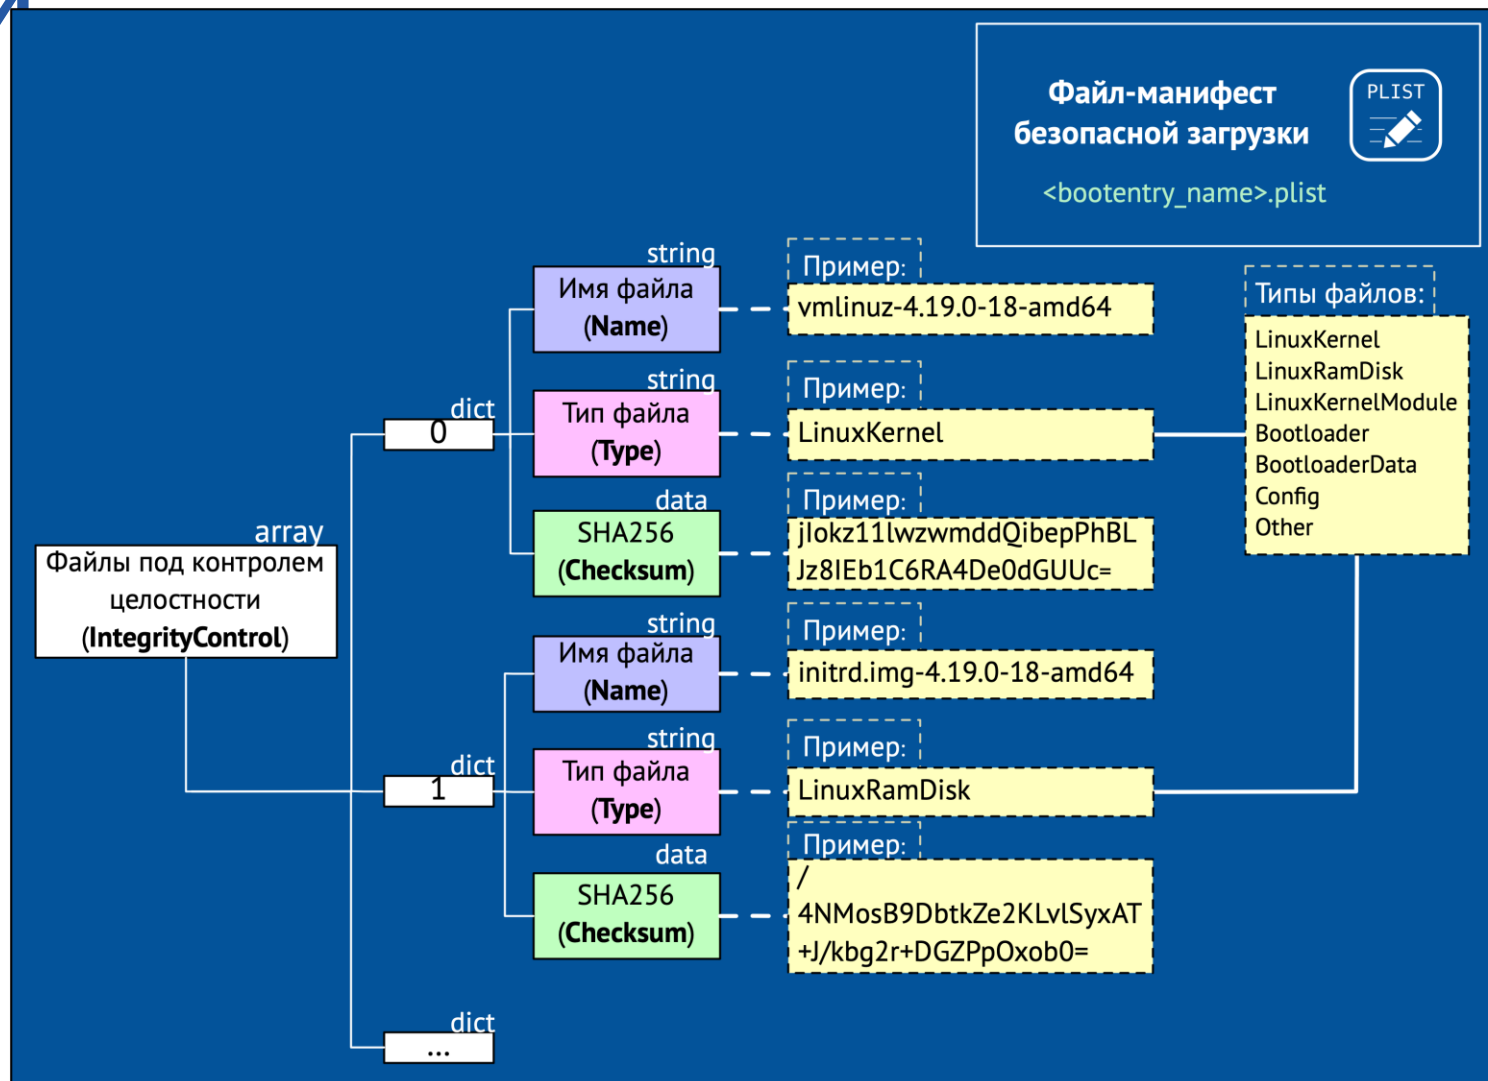 Файл-манифест
безопасной загрузки
PLIST
<bootentry_name>.plist
string
Имя файла
(Name)
Пример:
vmlinuz-4.19.0-18-amd64
Типы файлов:
LinuxKernel
LinuxRamDisk
LinuxKernelModule
Bootloader
BootloaderData
Config
Other
dict
0
string
Тип файла
(Type)
Пример:
LinuxKernel
data
SHA256
(Checksum)
Пример:
jIokz11lwzwmddQibepPhBL
Jz8IEb1C6RA4De0dGUUc=
array
Файлы под контролем
целостности
(IntegrityControl)
string
Имя файла
(Name)
Пример:
initrd.img-4.19.0-18-amd64
dict
1
string
Тип файла
(Type)
Пример:
LinuxRamDisk
data
SHA256
(Checksum)
Пример:
/
4NMosB9DbtkZe2KLvlSyxAT
+J/kbg2r+DGZPpOxob0=
dict
...